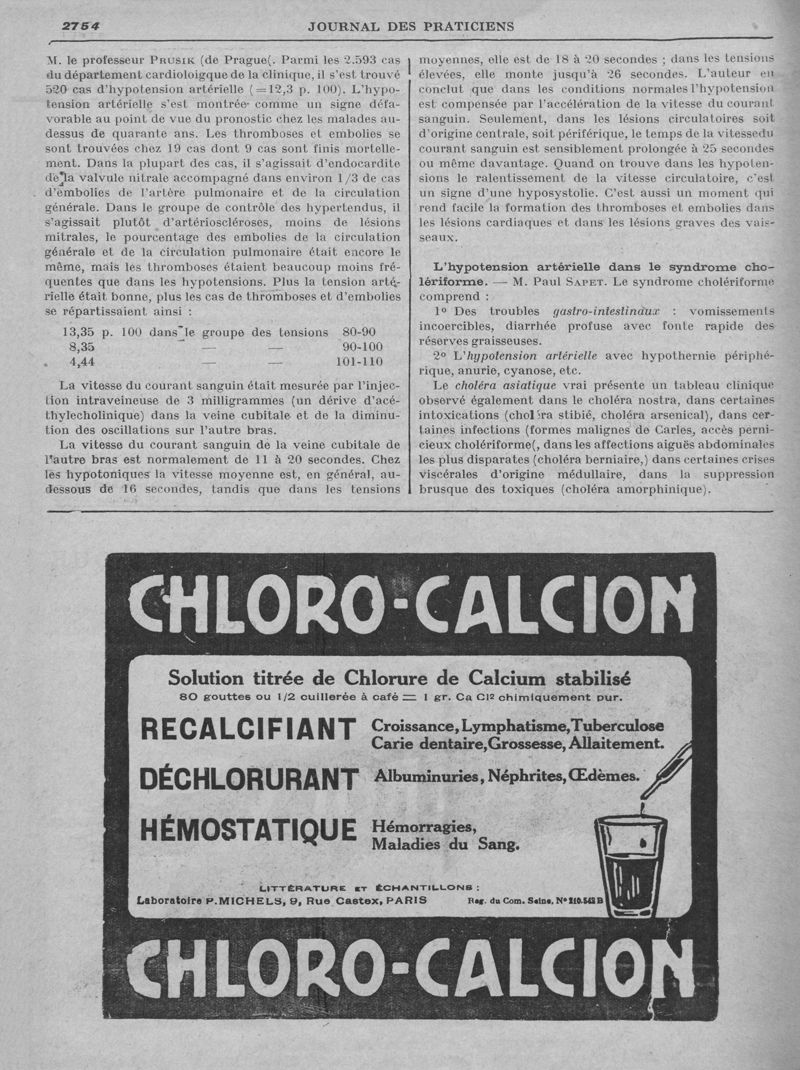 2754
JOURNAL DES PRATICIENS
M. le professeur PRUSIK (de Prague(. Parmi les 2.593 cas
du département cardioloigque de la clinique, il s'est trouvé
520 cas d'hypotension artérielle (=12,3 p. 100). L'hypo-
tension artérielle s'est montrée comme un signe défa-
vorable au point de vue du pronostic chez les malades au-
dessus de quarante ans. Les thromboses et embolies se
sont trouvées chez 19 cas dont 9 cas sont finis mortelle-
ment. Dans la plupart des cas, il s'agissait d'endocardite
de la valvule nitrale accompagné dans environ 1/3 de cas
d'embolies de l'artère pulmonaire et de la circulation
générale. Dans le groupe de contrôle des hypertendus, il
s'agissait plutôt d'artérioscléroses, moins de lésions
mitrales, le pourcentage des embolies de la circulation
générale et de la circulation pulmonaire était encore le
même, mais les thromboses étaient beaucoup moins fré-
quentes que dans les hypotensions. Plus la tension arté-
rielle était bonne, plus les cas de thromboses et d'embolies
se répartissaient ainsi :
13,35 p. 100 dans le groupe des tensions 80-90
8,35 — — 90-100
4,44 — — 101-110
La vitesse du courant sanguin était mesurée par l'injec-
tion intraveineuse de 3 milligrammes (un dérive d'acé-
thylecholinique) dans la veine cubitale et de la diminu-
tion des oscillations sur l'autre bras.
La vitesse du courant sanguin de la veine cubitale de
l'autre bras est normalement de 11 à 20 secondes. Chez
les hypotoniques la vitesse moyenne est, en général, au-
dessous de 16 secondes, tandis que dans les tensions
moyennes, elle est de 18 à 20 secondes ; dans les tensions
élevées, elle monte jusqu'à 26 secondes. L'auteur en
conclut que dans les conditions normales l'hypotension
est compensée par l'accélération de la vitesse du courant
sanguin. Seulement, dans les lésions circulatoires soit
d'origine centrale, soit périférique, le temps de la vitessedu
courant sanguin est sensiblement prolongée à 25 secondes
ou même davantage. Quand on trouve dans les hypoten-
sions le ralentissement de la vitesse circulatoire, c'est
un signe d'une hyposystolie. C'est aussi un moment qui
rend facile la formation des thromboses et embolies dans
les lésions cardiaques et dans les lésions graves des vais-
seaux.
L'hypotension artérielle dans le syndrome cho-
lériforme. — M. Paul SAPET. Le syndrome cholériforme
comprend :
1º Des troubles gastro-intestinaux : vomissements
incoercibles, diarrhée profuse avec fonte rapide des
réserves graisseuses.
2º L'hypotension artérielle avec hypothernie périphé-
rique, anurie, cyanose, etc.
Le choléra asiatique vrai présente un tableau clinique
observé également dans le choléra nostra, dans certaines
intoxications (choléra stibié, choléra arsenical), dans cer-
taines infections (formes malignes de Carles, accès perni-
cieux cholériforme(, dans les affections aiguës abdominales
les plus disparates (choléra berniaire,) dans certaines crises
viscérales d'origine médullaire, dans la suppression
brusque des toxiques (choléra amorphinique).
CHLORO-CALCION
Solution titrée de Chlorure de Calcium stabilisé
80 gouttes ou 1/2 cuillerée à café = 1 gr. Ca Cl² chimiquement pur.
RECALCIFIANT Croissance, Lymphatisme, Tuberculose
Carie dentaire, Grossesse, Allaitement.
DÉCHLORURANT Albuminuries, Néphrites, Œdèmes.
HÉMOSTATIQUE Hémorragies,
Maladies du Sang.
LITTÉRATURE ET ÉCHANTILLONS :
Laboratoire P. MICHELS, 9, Rue Castex, PARIS Reg. du Com. Seine, Nº 210.542 B
CHLORO-CALCION